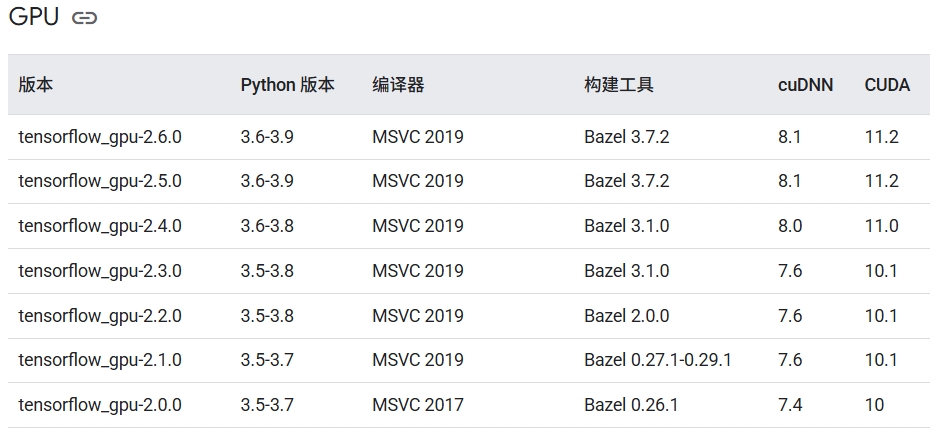 GPU
版本 Python 版本 编译器 构建工具 cuDNN CUDA
tensorflow_gpu-2.6.0 3.6-3.9 MSVC 2019 Bazel 3.7.2 8.1 11.2
tensorflow_gpu-2.5.0 3.6-3.9 MSVC 2019 Bazel 3.7.2 8.1 11.2
tensorflow_gpu-2.4.0 3.6-3.8 MSVC 2019 Bazel 3.1.0 8.0 11.0
tensorflow_gpu-2.3.0 3.5-3.8 MSVC 2019 Bazel 3.1.0 7.6 10.1
tensorflow_gpu-2.2.0 3.5-3.8 MSVC 2019 Bazel 2.0.0 7.6 10.1
tensorflow_gpu-2.1.0 3.5-3.7 MSVC 2019 Bazel 0.27.1-0.29.1 7.6 10.1
tensorflow_gpu-2.0.0 3.5-3.7 MSVC 2017 Bazel 0.26.1 7.4 10